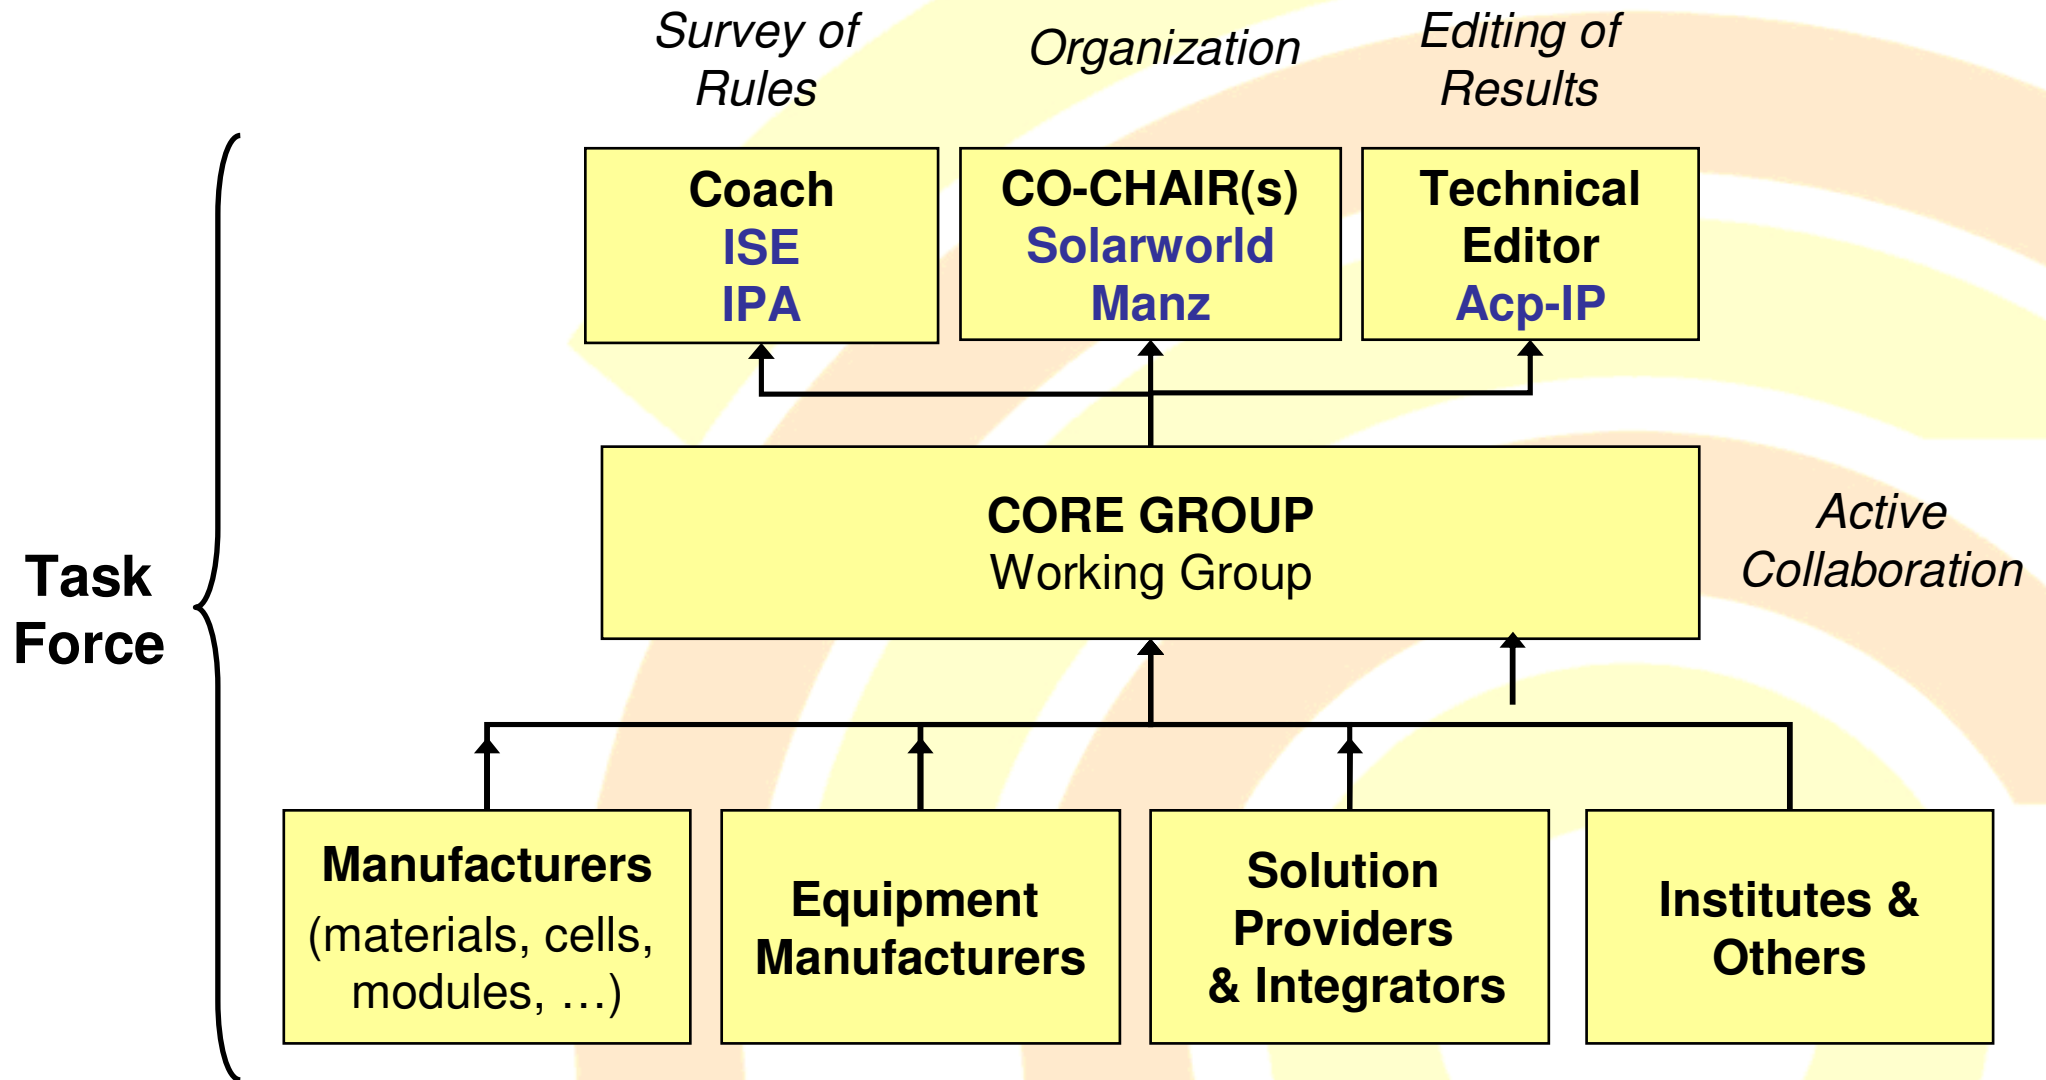 Survey of
Rules
Organization
Editing of
Results
Coach
ISE
IPA
CO-CHAIR(s)
Solarworld
Manz
Technical
Editor
Acp-IP
CORE GROUP
Working Group
Active
Collaboration
Task
Force
Manufacturers
(materials, cells,
modules, …)
Equipment
Manufacturers
Solution
Providers
& Integrators
Institutes &
Others